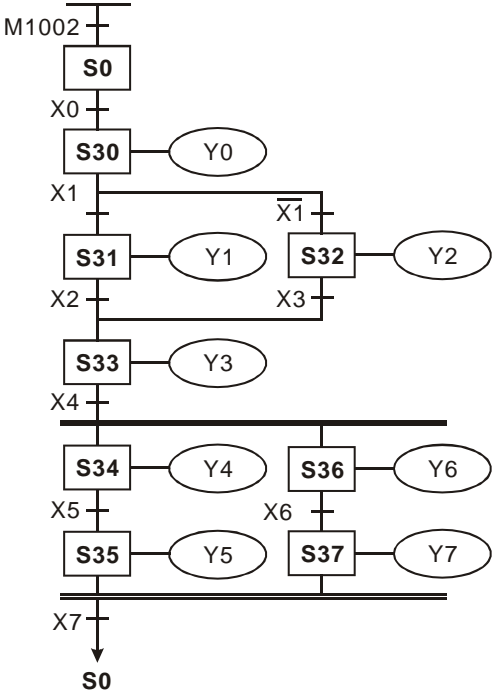 M1002
S0
X0
S30 Y0
X1 X̅1̅
S31 Y1 S32 Y2
X2 X3
S33 Y3
X4
S34 Y4 S36 Y6
X5 X6
S35 Y5 S37 Y7
X7
S0